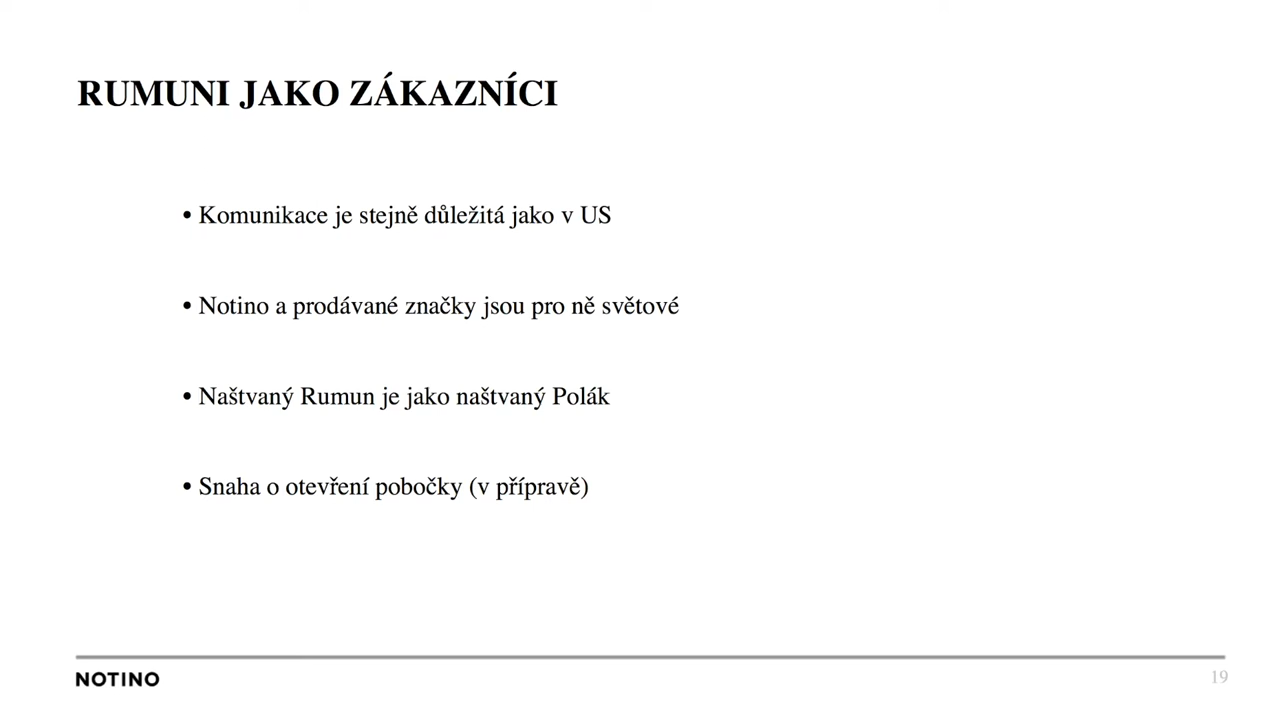 RUMUNI JAKO ZÁKAZNÍCI
• Komunikace je stejně důležitá jako v US
• Notino a prodávané značky jsou pro ně světové
• Naštvaný Rumun je jako naštvaný Polák
• Snaha o otevření pobočky (v přípravě)
NOTINO
19